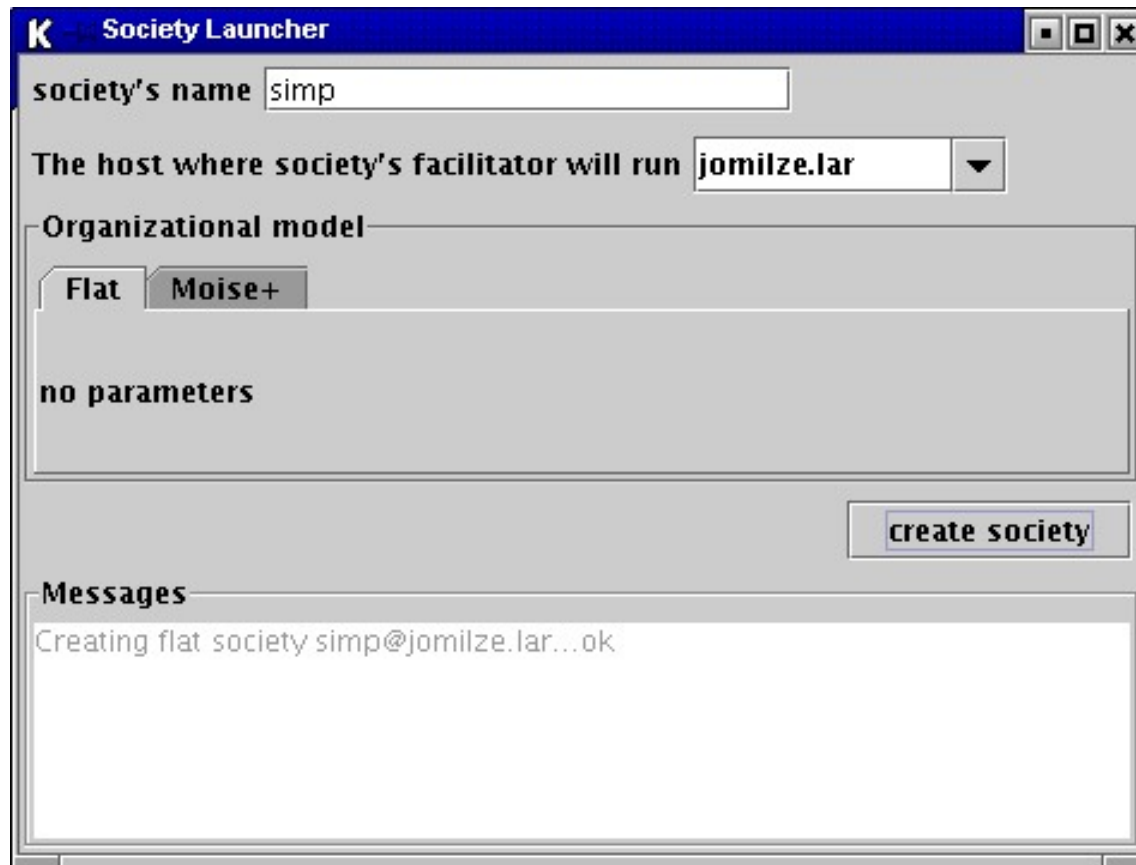 Society Launcher
society's name simp
The host where society's facilitator will run jomilze.lar
Organizational model
Flat Moise+
no parameters
create society
Messages
Creating flat society simp@jomilze.lar...ok